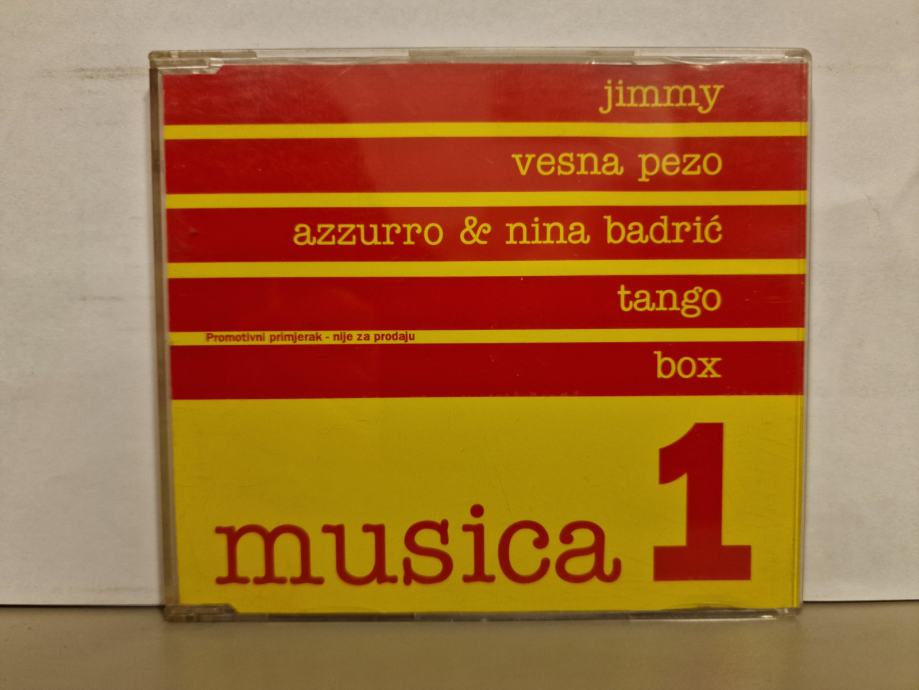 jimmy
vesna pezo
azzurro & nina badrić
tango
Promotivni primjerak - nije za prodaju
box
musica 1